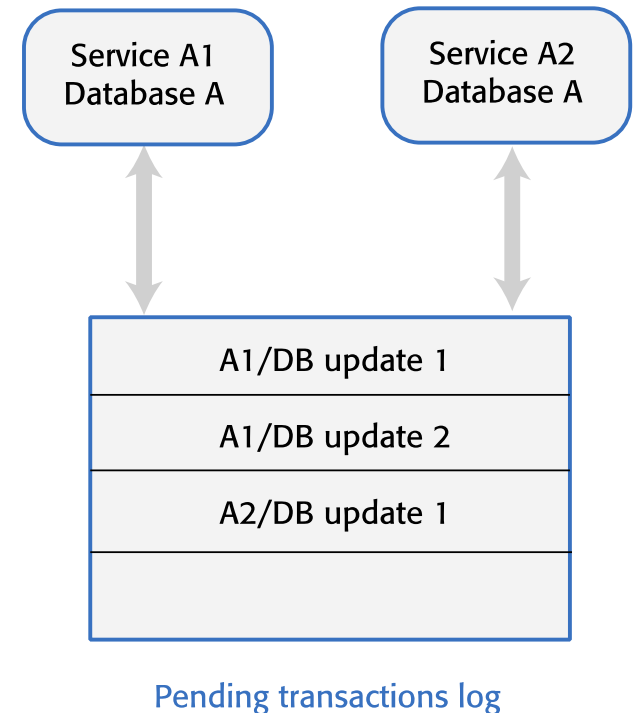 Service A1
Database A
Service A2
Database A
A1/DB update 1
A1/DB update 2
A2/DB update 1
Pending transactions log